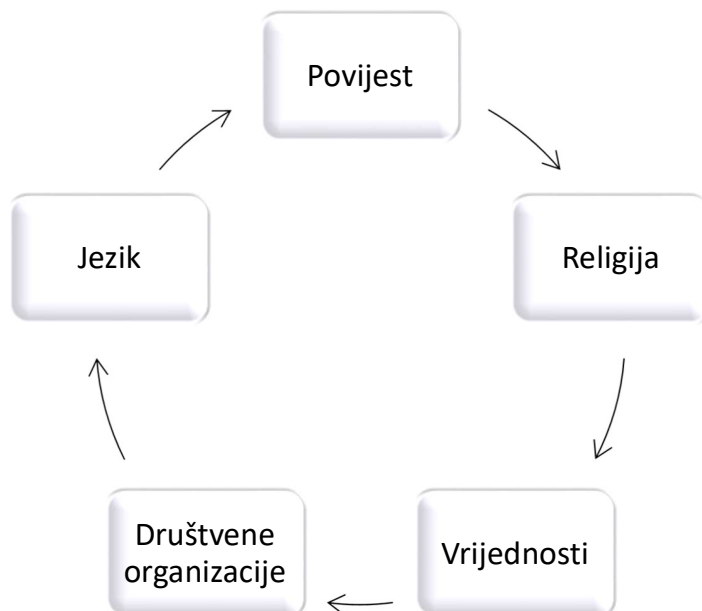 Povijest
Religija
Vrijednosti
Društvene
organizacije
Jezik